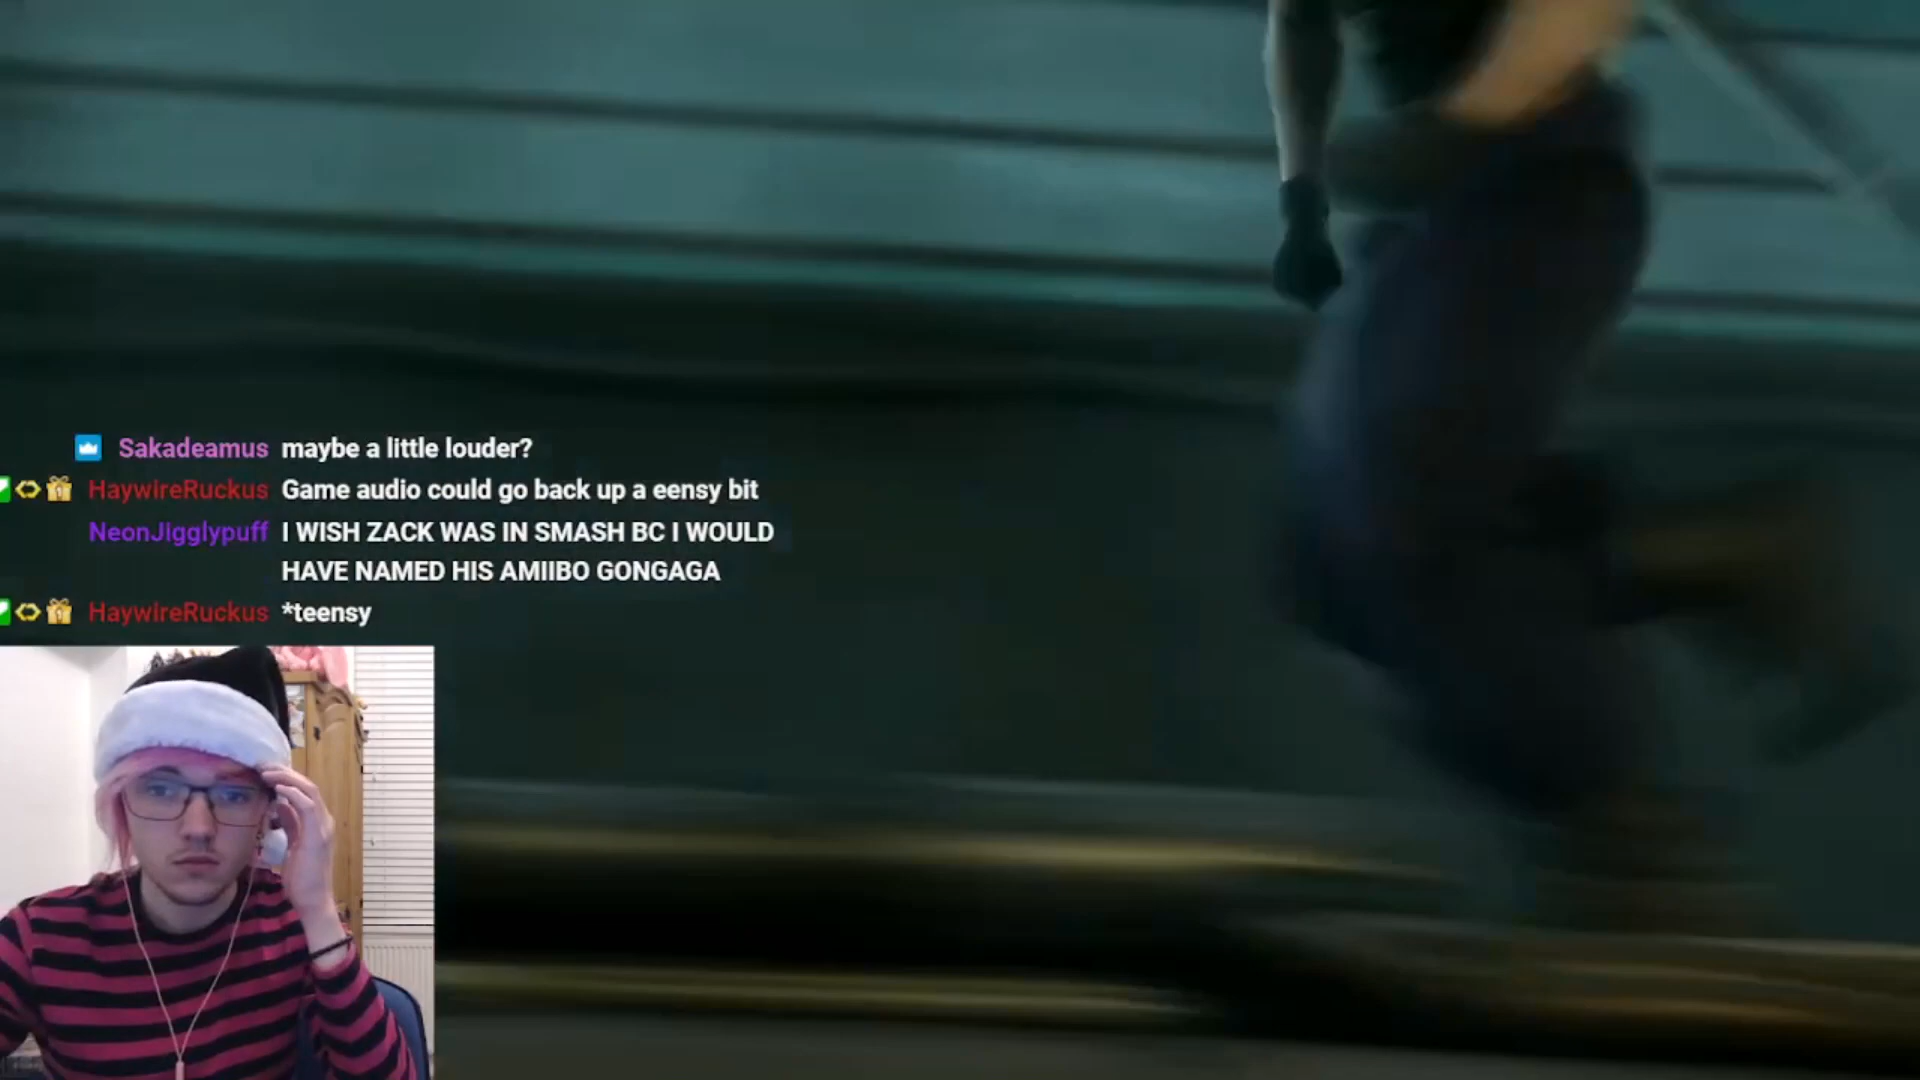 Sakadeamus maybe a little louder?
HaywireRuckus Game audio could go back up a eensy bit
NeonJigglypuff I WISH ZACK WAS IN SMASH BC I WOULD
HAVE NAMED HIS AMIIBO GONGAGA
HaywireRuckus *teensy